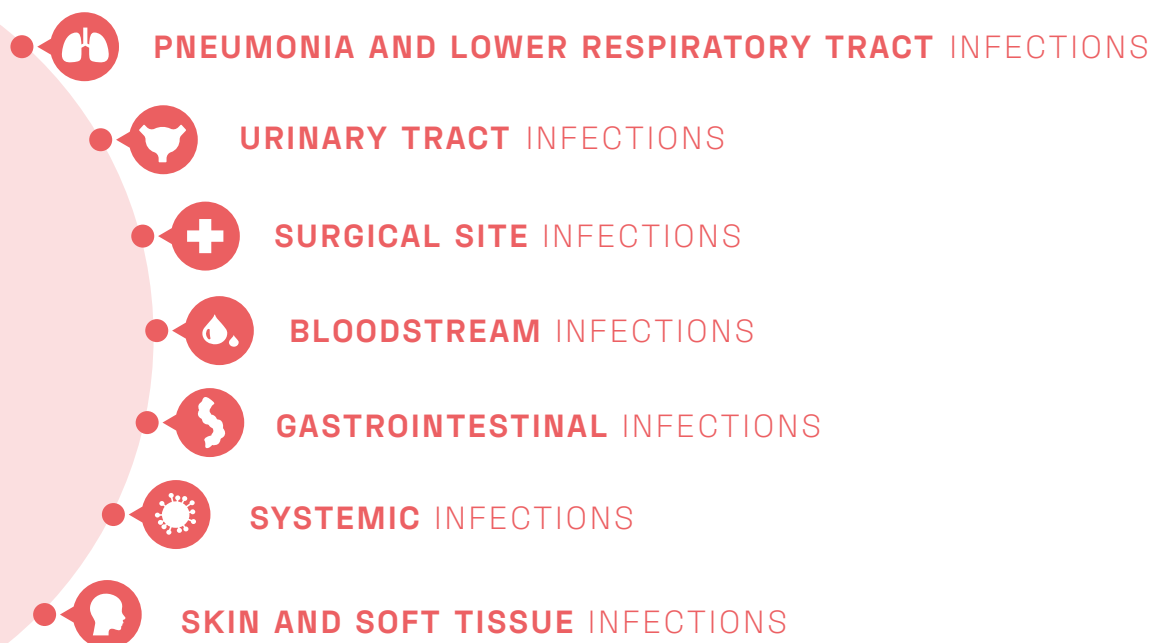 PNEUMONIA AND LOWER RESPIRATORY TRACT INFECTIONS
URINARY TRACT INFECTIONS
SURGICAL SITE INFECTIONS
BLOODSTREAM INFECTIONS
GASTROINTESTINAL INFECTIONS
SYSTEMIC INFECTIONS
SKIN AND SOFT TISSUE INFECTIONS